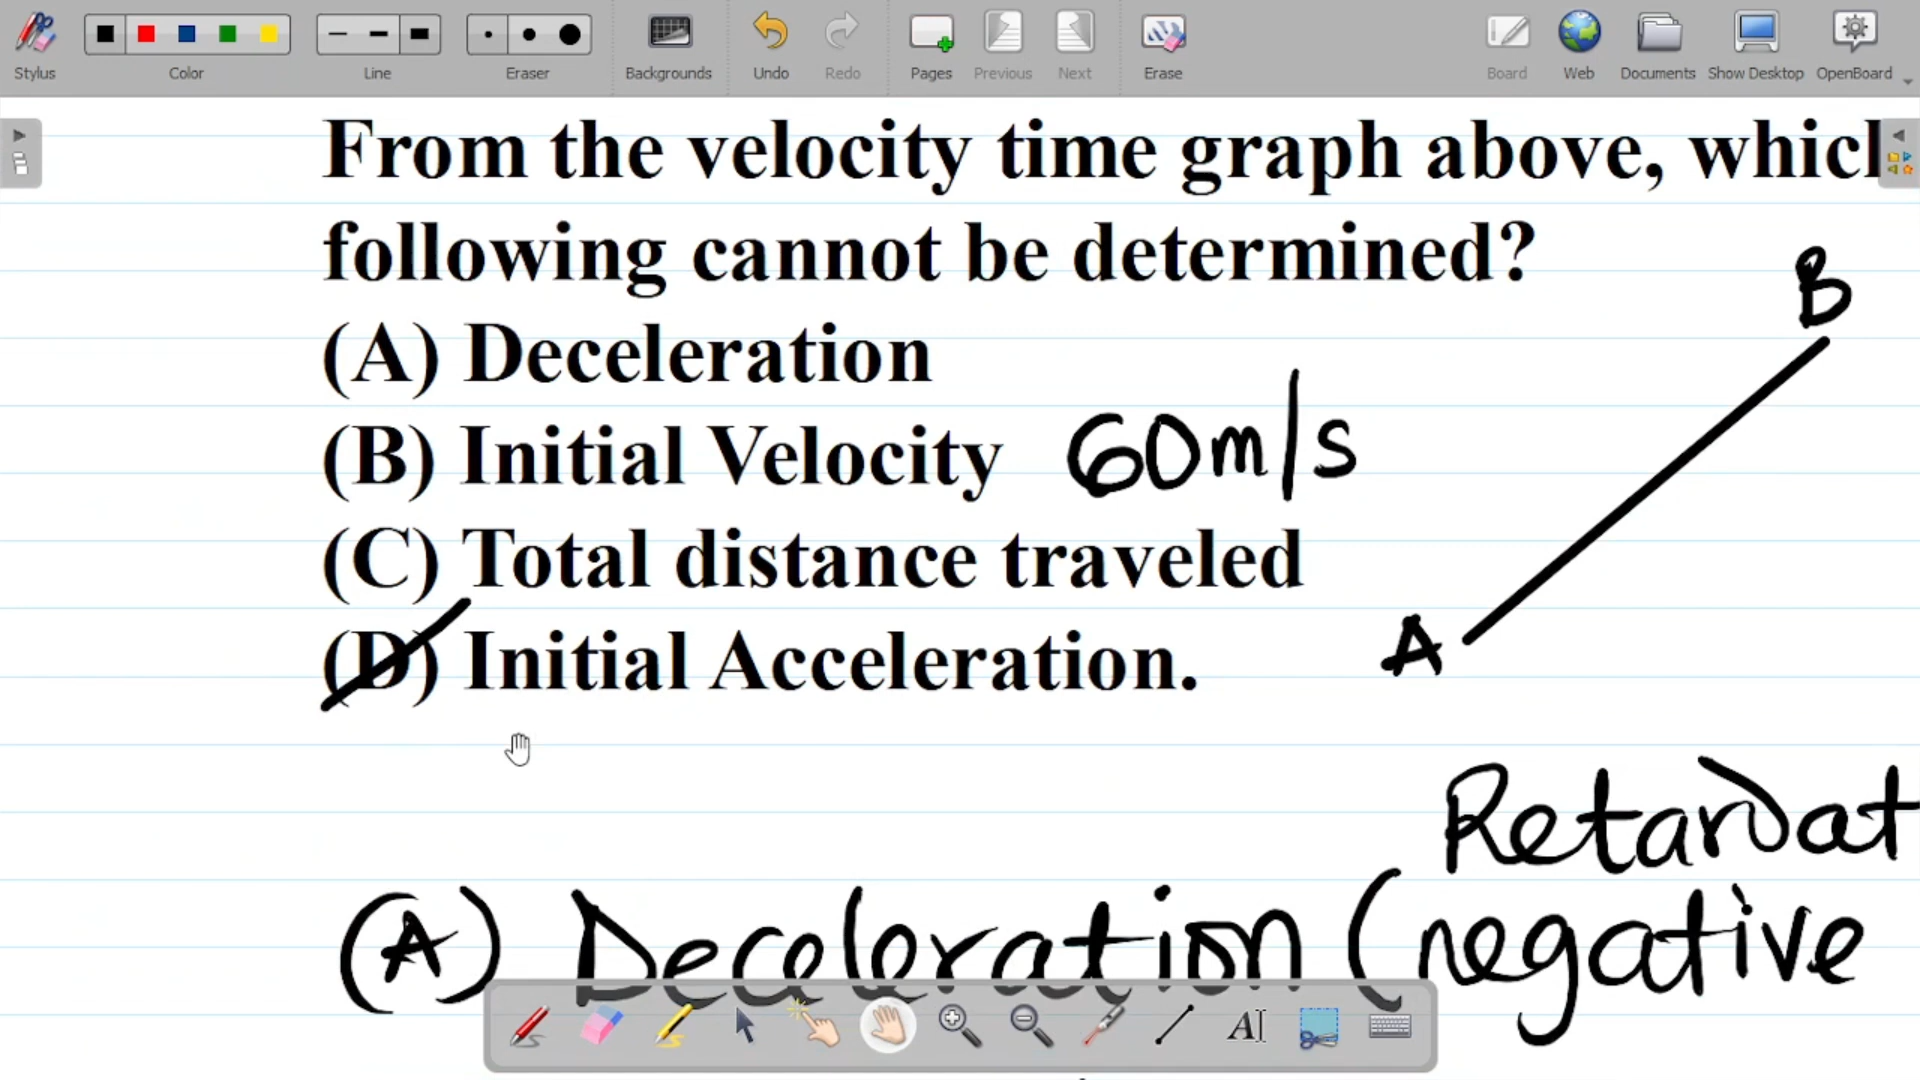 Stylus Color Line Eraser Backgrounds Undo Redo Pages Previous Next Erase Board Web Documents Show Desktop OpenBoard
From the velocity time graph above, whic
following cannot be determined?
B
(A) Deceleration
(B) Initial Velocity 60m/s
(C) Total distance traveled
(D) Initial Acceleration.
A
Retardat
(A) Deceleration (negative
AI